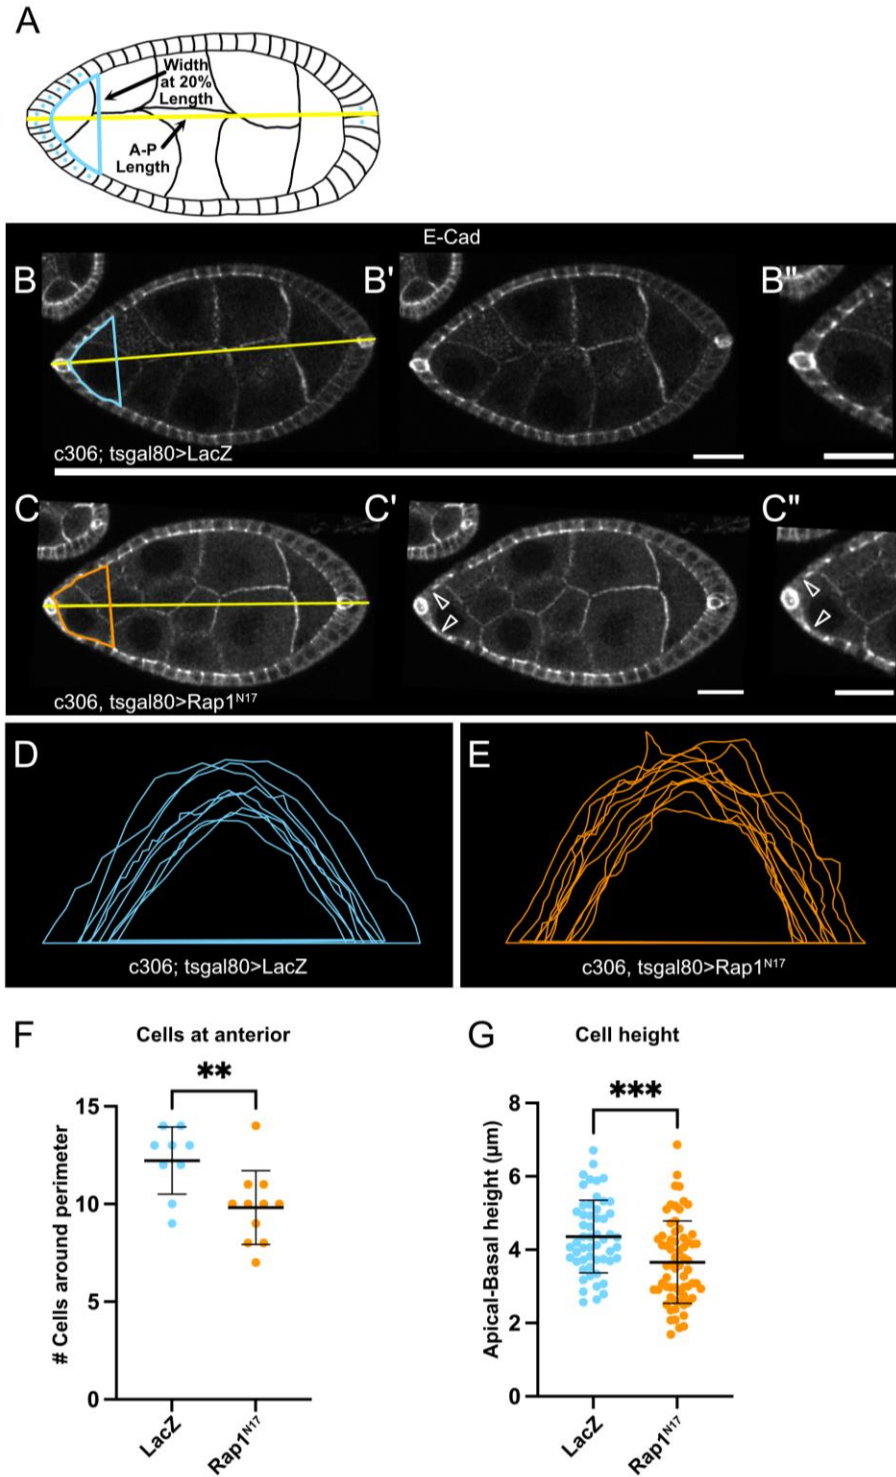 A
Width
at 20%
Length
A-P
Length
E-Cad
B
B'
B"
c306; tsgal80>LacZ
C
C'
C"
c306, tsgal80>Rap1ᴺ¹⁷
D
E
c306; tsgal80>LacZ
c306, tsgal80>Rap1ᴺ¹⁷
F
Cells at anterior
**
# Cells around perimeter
15
10
5
0
LacZ
Rap1ᴺ¹⁷
G
Cell height
***
Apical-Basal height (µm)
8
6
4
2
0
LacZ
Rap1ᴺ¹⁷